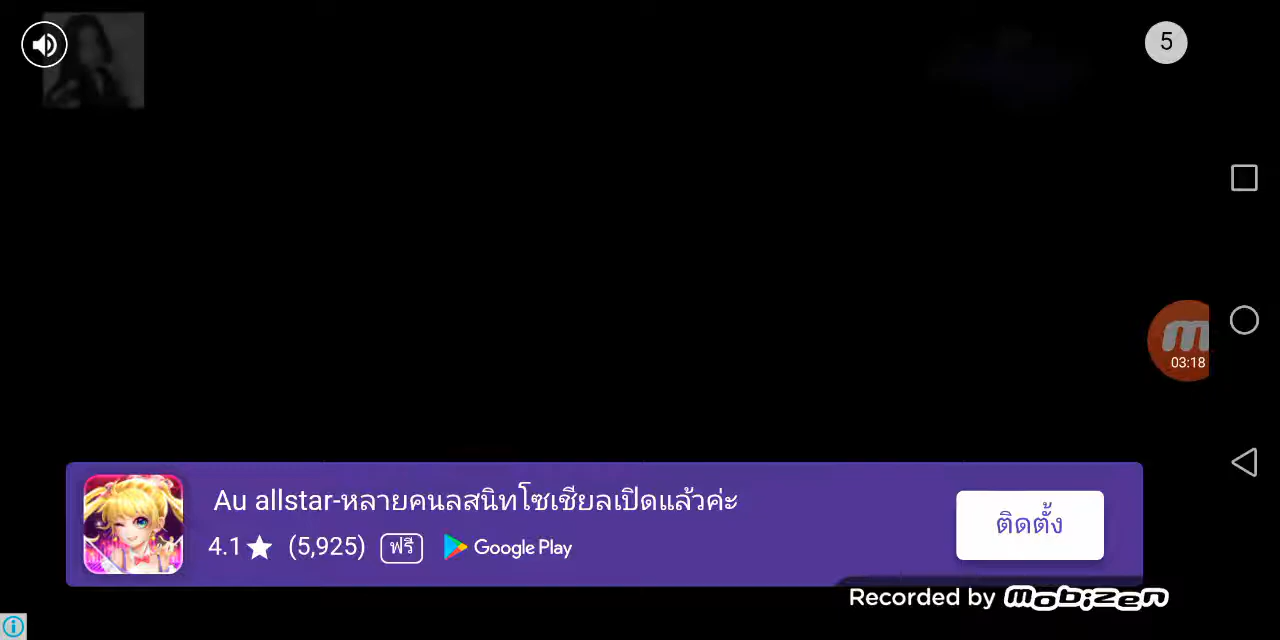 5
03:18
Au allstar-หลายคนลสนิทโซเชียลเปิดแล้วค่ะ
4.1★ (5,925) ฟรี Google Play
ติดตั้ง
Recorded by mobizen